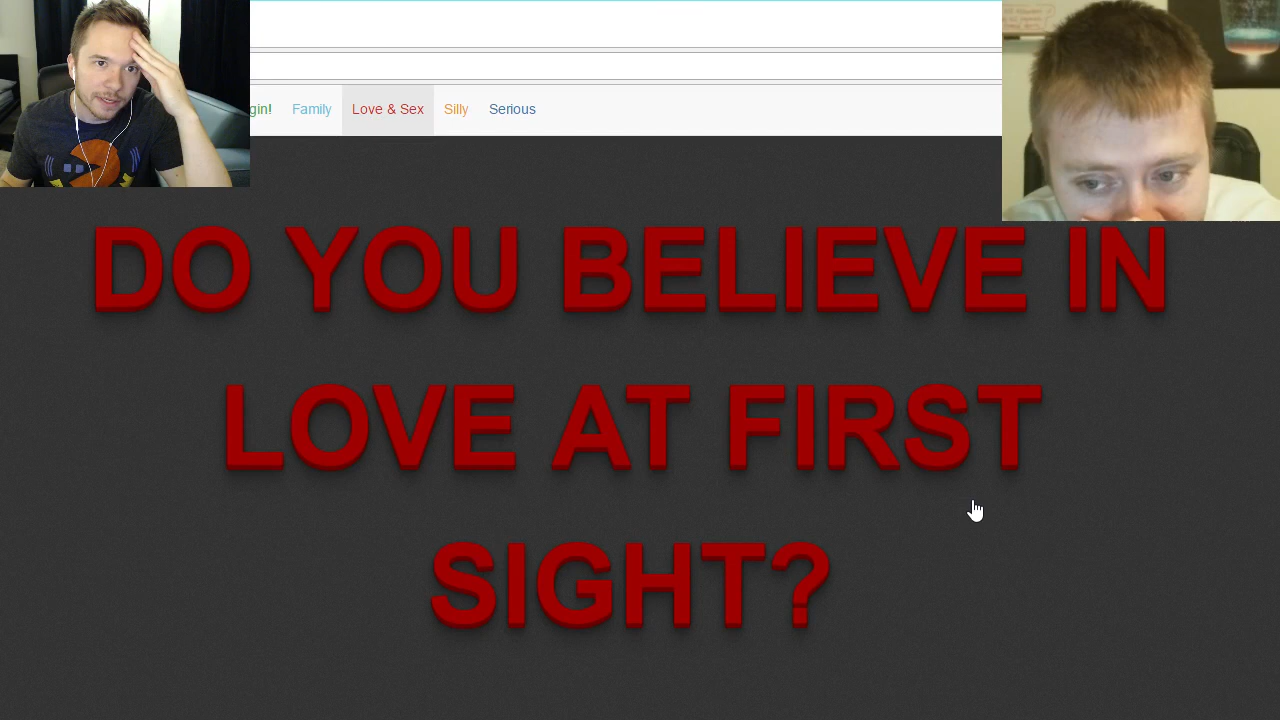 gin! Family Love & Sex Silly Serious
DO YOU BELIEVE IN
LOVE AT FIRST
SIGHT?